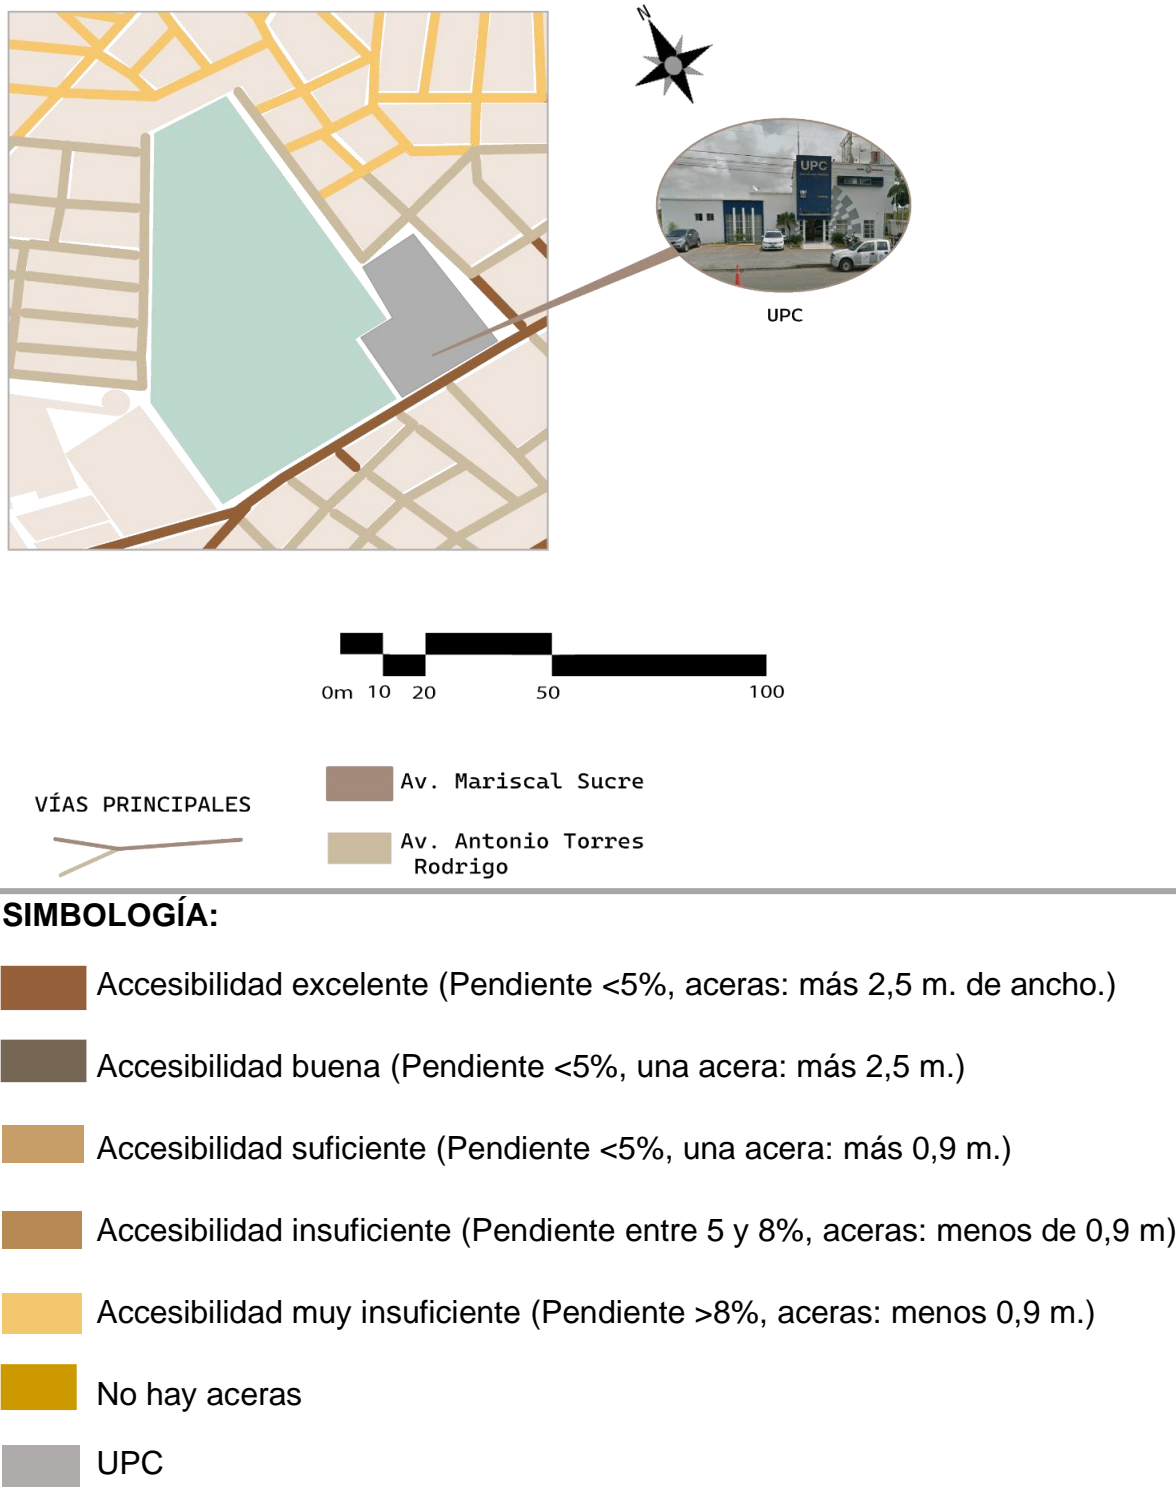 N
UPC
UPC
0m 10 20 50 100
VÍAS PRINCIPALES
Av. Mariscal Sucre
Av. Antonio Torres
Rodrigo
SIMBOLOGÍA:
Accesibilidad excelente (Pendiente <5%, aceras: más 2,5 m. de ancho.)
Accesibilidad buena (Pendiente <5%, una acera: más 2,5 m.)
Accesibilidad suficiente (Pendiente <5%, una acera: más 0,9 m.)
Accesibilidad insuficiente (Pendiente entre 5 y 8%, aceras: menos de 0,9 m)
Accesibilidad muy insuficiente (Pendiente >8%, aceras: menos 0,9 m.)
No hay aceras
UPC